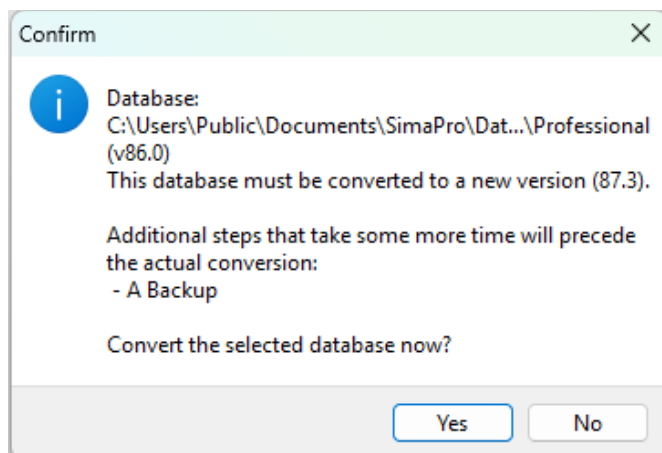 Confirm
Database:
C:\Users\Public\Documents\SimaPro\Dat...\Professional
(v86.0)
This database must be converted to a new version (87.3).
Additional steps that take some more time will precede
the actual conversion:
- A Backup
Convert the selected database now?
Yes No